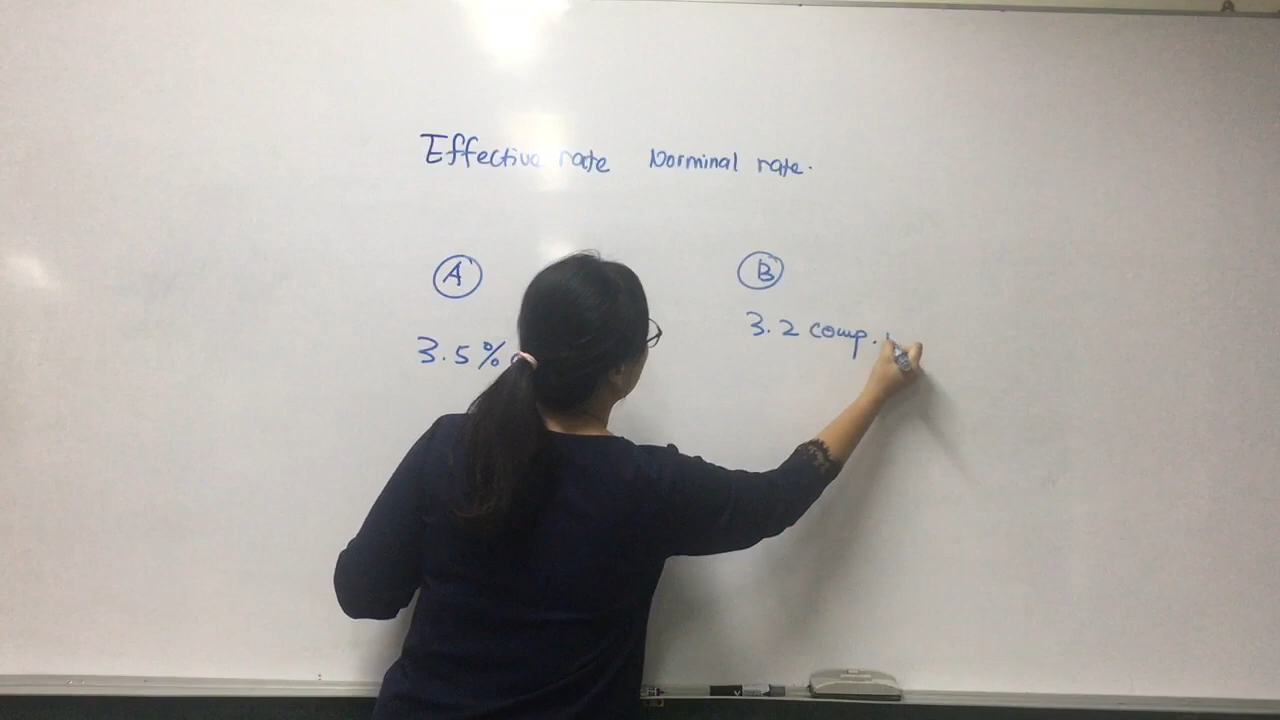 Effective rate Norminal rate.
A B
3.5% 3.2 comp.